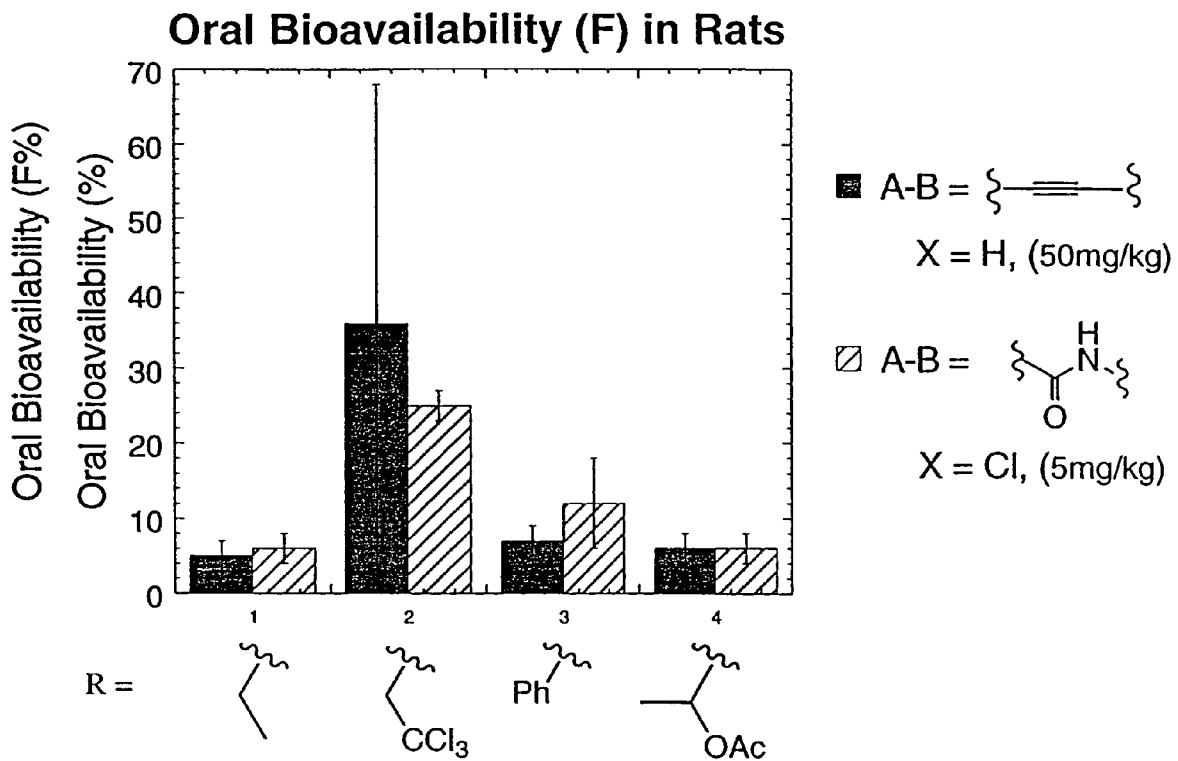 Oral Bioavailability (F) in Rats
Oral Bioavailability (F%)
Oral Bioavailability (%)
70
60
50
40
30
20
10
0
1 2 3 4
R =
CCl3
Ph
OAc
A-B =
X = H, (50mg/kg)
A-B =
H
N
O
X = Cl, (5mg/kg)